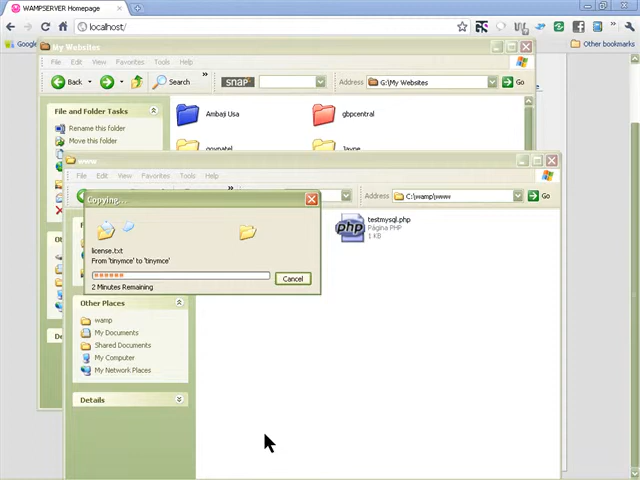 WAMPSERVER Homepage
localhost/
Other bookmarks
My Websites
File Edit View Favorites Tools Help
Back Search snap Address G:\My Websites Go
File and Folder Tasks
Rename this folder
Move this folder
Ambaji Usa
gbpcentral
govpatel
Jayne
www
File Edit View Favorites Tools Help
Address C:\wamp\www Go
Copying...
license.txt
From 'tinymce' to 'tinymce'
Cancel
2 Minutes Remaining
php
testmysql.php
Página PHP
1 KB
Other Places
wamp
My Documents
Shared Documents
My Computer
My Network Places
Details